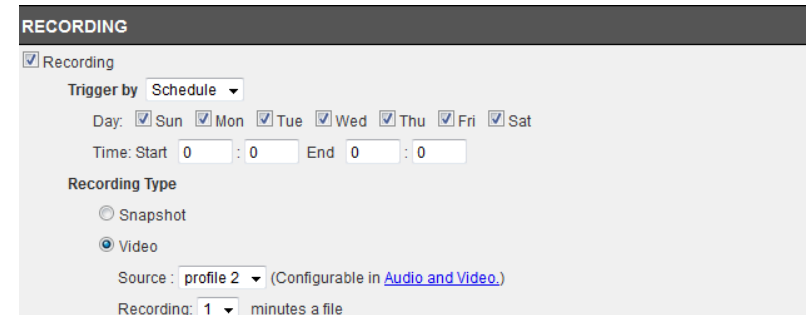 RECORDING
Recording
Trigger by Schedule
Day: Sun Mon Tue Wed Thu Fri Sat
Time: Start 0 : 0 End 0 : 0
Recording Type
Snapshot
Video
Source : profile 2 (Configurable in Audio and Video.)
Recording: 1 minutes a file